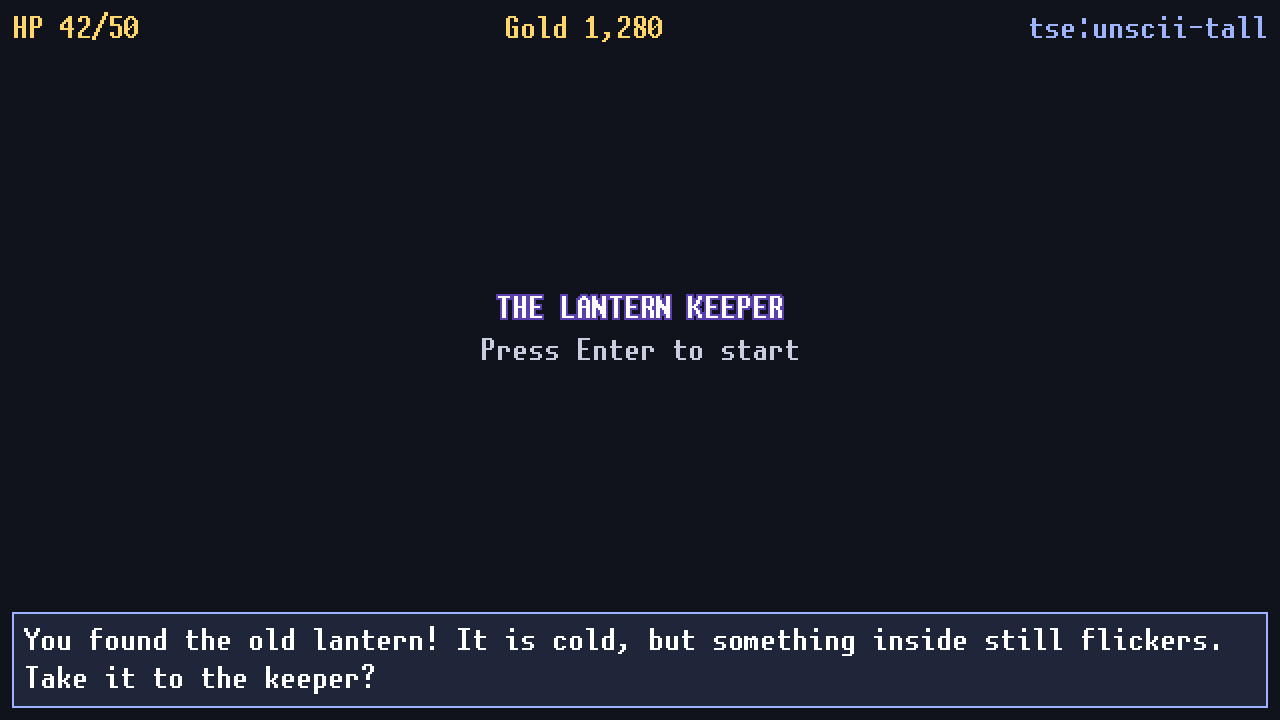 HP 42/50
Gold 1,280
tse:unscii-tall
THE LANTERN KEEPER
Press Enter to start
You found the old lantern! It is cold, but something inside still flickers.
Take it to the keeper?